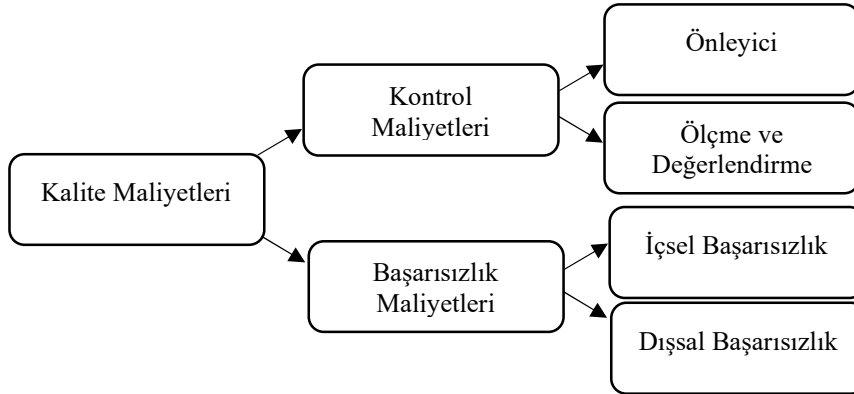 Kalite Maliyetleri
Kontrol
Maliyetleri
Önleyici
Ölçme ve
Değerlendirme
Başarısızlık
Maliyetleri
İçsel Başarısızlık
Dışsal Başarısızlık